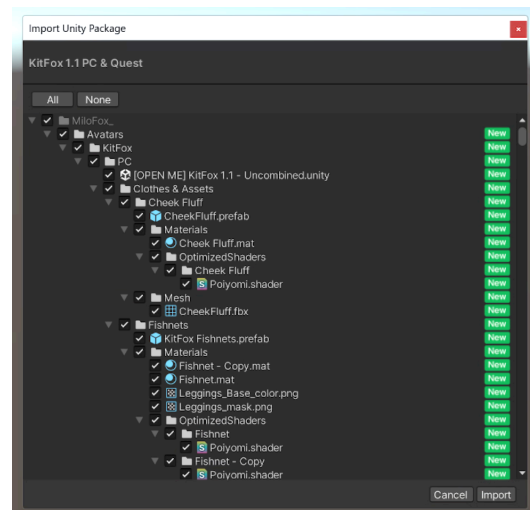 Import Unity Package
KitFox 1.1 PC & Quest
All None
MiloFox_
Avatars New
KitFox New
PC New
[OPEN ME] KitFox 1.1 - Uncombined.unity New
Clothes & Assets New
Cheek Fluff New
CheekFluff.prefab New
Materials New
Cheek Fluff.mat New
OptimizedShaders New
Cheek Fluff New
Poiyomi.shader New
Mesh New
CheekFluff.fbx New
Fishnets New
KitFox Fishnets.prefab New
Materials New
Fishnet - Copy.mat New
Fishnet.mat New
Leggings_Base_color.png New
Leggings_mask.png New
OptimizedShaders New
Fishnet New
Poiyomi.shader New
Fishnet - Copy New
Poiyomi.shader New
Cancel Import